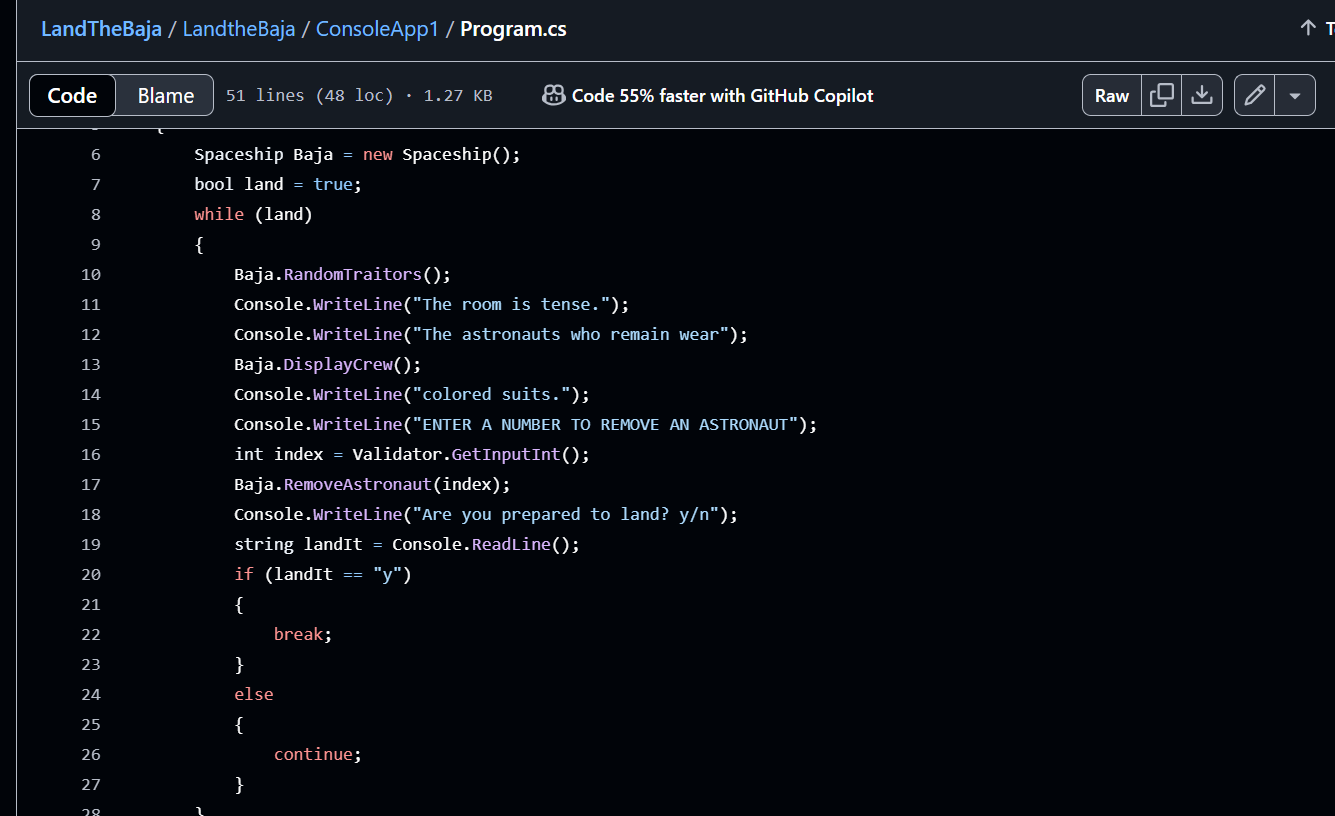 LandTheBaja / LandtheBaja / ConsoleApp1 / Program.cs
Code Blame 51 lines (48 loc) · 1.27 KB Code 55% faster with GitHub Copilot Raw
{
6 Spaceship Baja = new Spaceship();
7 bool land = true;
8 while (land)
9 {
10 Baja.RandomTraitors();
11 Console.WriteLine("The room is tense.");
12 Console.WriteLine("The astronauts who remain wear");
13 Baja.DisplayCrew();
14 Console.WriteLine("colored suits.");
15 Console.WriteLine("ENTER A NUMBER TO REMOVE AN ASTRONAUT");
16 int index = Validator.GetInputInt();
17 Baja.RemoveAstronaut(index);
18 Console.WriteLine("Are you prepared to land? y/n");
19 string landIt = Console.ReadLine();
20 if (landIt == "y")
21 {
22 break;
23 }
24 else
25 {
26 continue;
27 }
28 }